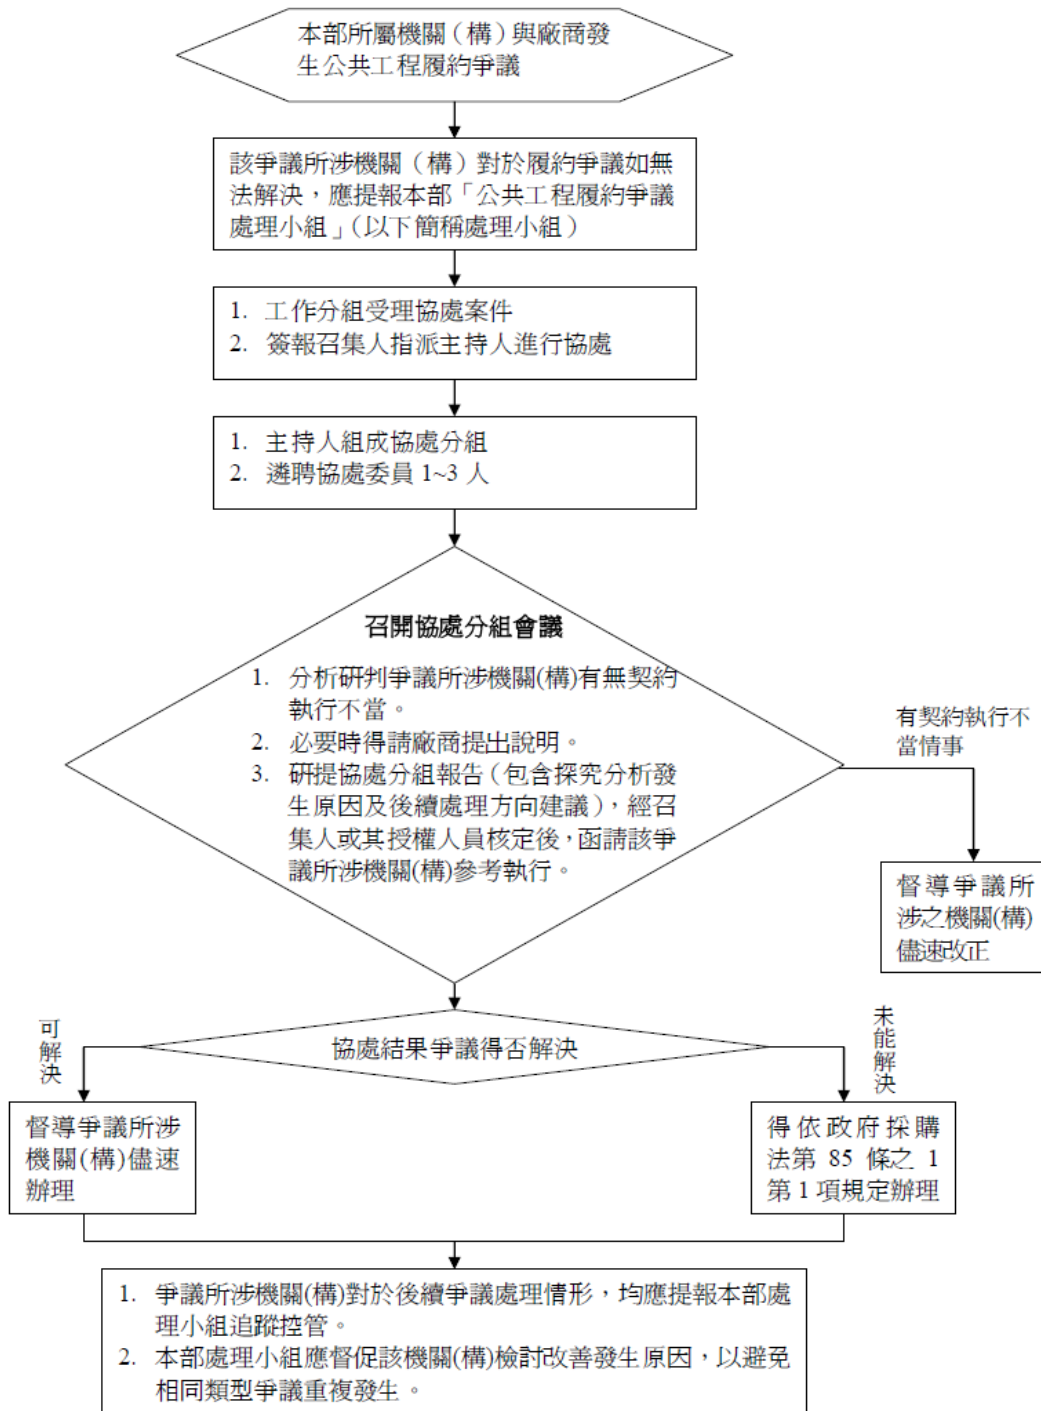 本部所屬機關（構）與廠商發
生公共工程履約爭議
該爭議所涉機關（構）對於履約爭議如無
法解決，應提報本部「公共工程履約爭議
處理小組」（以下簡稱處理小組）
1. 工作分組受理協處案件
2. 簽報召集人指派主持人進行協處
1. 主持人組成協處分組
2. 遴聘協處委員 1~3 人
召開協處分組會議
1. 分析研判爭議所涉機關(構)有無契約
執行不當。
2. 必要時得請廠商提出說明。
3. 研提協處分組報告（包含探究分析發
生原因及後續處理方向建議），經召
集人或其授權人員核定後，函請該爭
議所涉機關(構)參考執行。
有契約執行不
當情事
督導爭議所
涉之機關(構)
儘速改正
協處結果爭議得否解決
可解決
未能解決
督導爭議所涉
機關(構)儘速
辦理
得依政府採購
法第 85 條之 1
第 1 項規定辦理
1. 爭議所涉機關(構)對於後續爭議處理情形，均應提報本部處
理小組追蹤控管。
2. 本部處理小組應督促該機關(構)檢討改善發生原因，以避免
相同類型爭議重複發生。